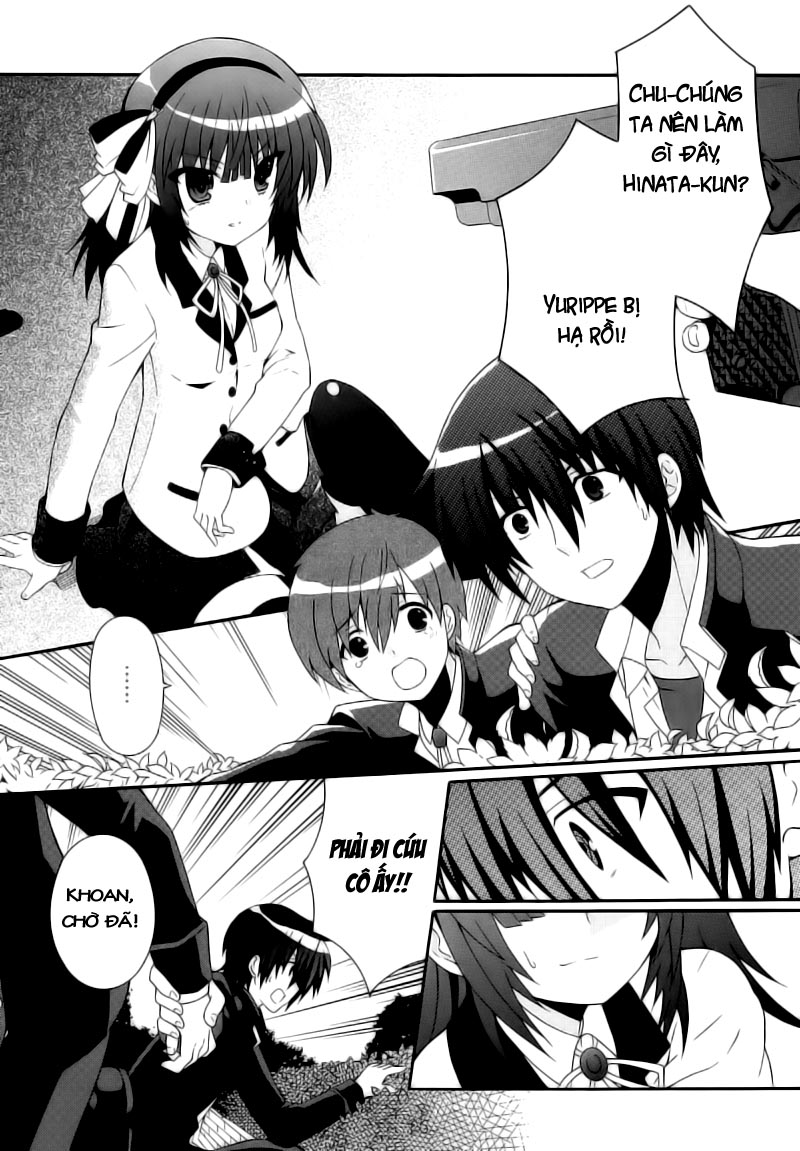 CHU-CHÚNG
TA NÊN LÀM
GÌ ĐÂY,
HINATA-KUN?
YURIPPE BỊ
HẠ RỒI!
........
PHẢI ĐI CỨU
CÔ ẤY!!
KHOAN,
CHỜ ĐÃ!